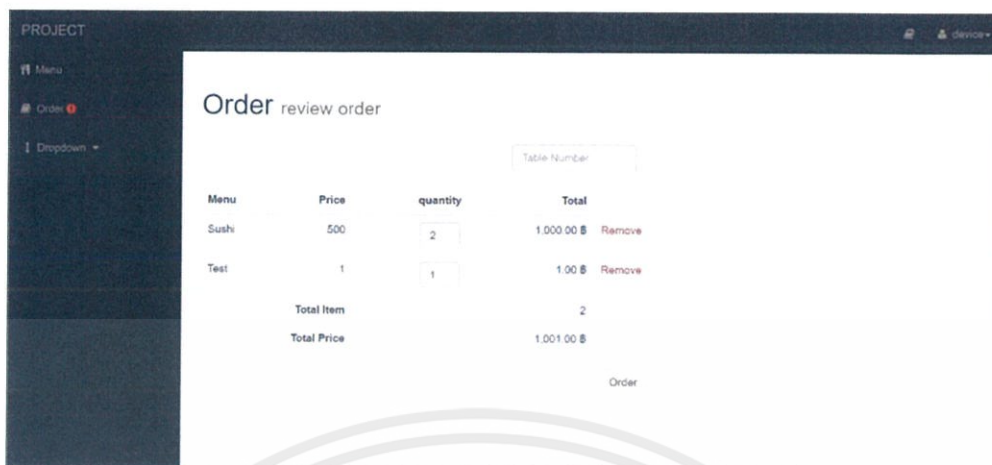 PROJECT
device
Menu
Order
Dropdown
Order review order
Table Number
Menu Price quantity Total
Sushi 500 2 1,000.00 ฿ Remove
Test 1 1 1.00 ฿ Remove
Total Item 2
Total Price 1,001.00 ฿
Order